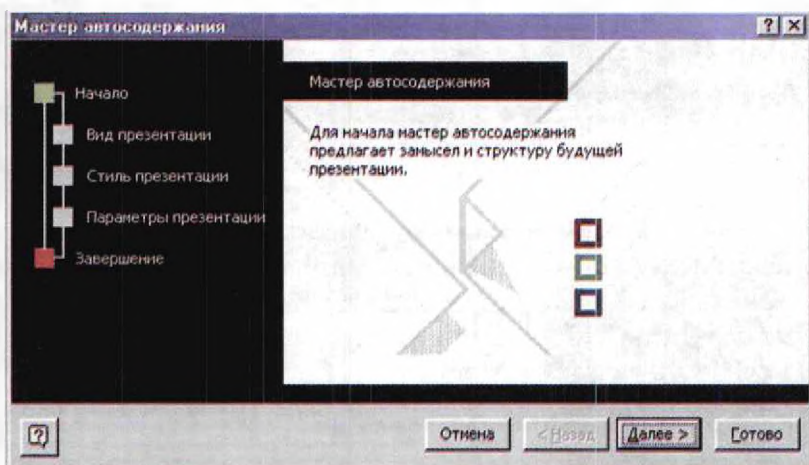 Мастер автосодержания
Начало
Вид презентации
Стиль презентации
Параметры презентации
Завершение
Мастер автосодержания
Для начала мастер автосодержания
предлагает замысел и структуру будущей
презентации.
Отмена
< Назад
Далее >
Готово